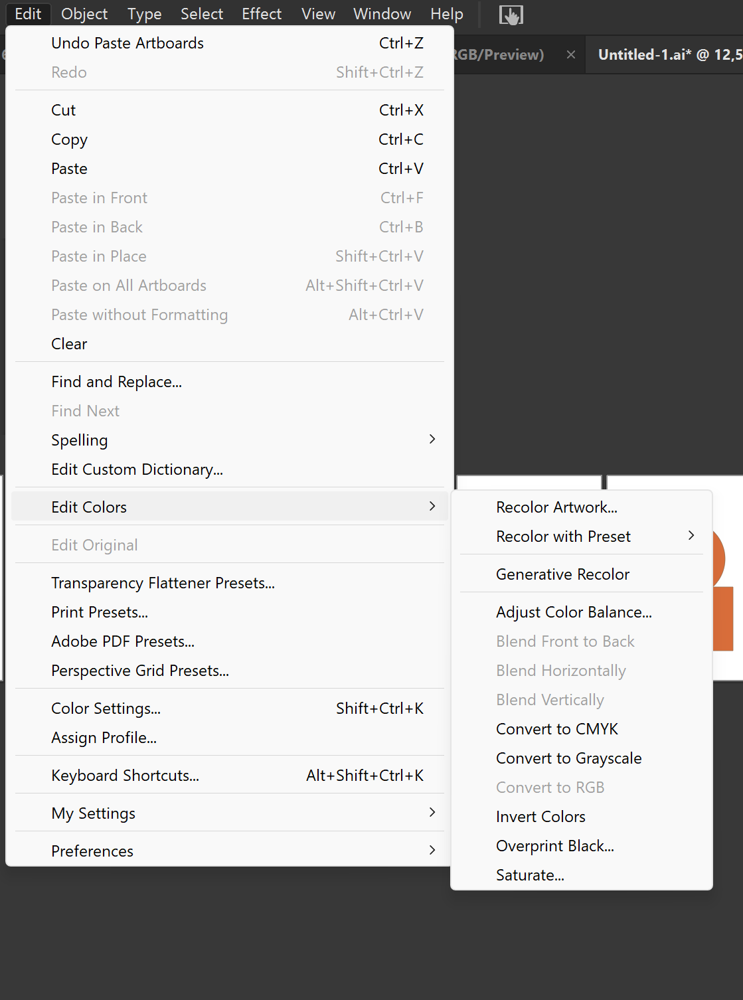 Edit Object Type Select Effect View Window Help
RGB/Preview) × Untitled-1.ai* @ 12,5
Undo Paste Artboards Ctrl+Z
Redo Shift+Ctrl+Z
Cut Ctrl+X
Copy Ctrl+C
Paste Ctrl+V
Paste in Front Ctrl+F
Paste in Back Ctrl+B
Paste in Place Shift+Ctrl+V
Paste on All Artboards Alt+Shift+Ctrl+V
Paste without Formatting Alt+Ctrl+V
Clear
Find and Replace...
Find Next
Spelling
Edit Custom Dictionary...
Edit Colors
Edit Original
Transparency Flattener Presets...
Print Presets...
Adobe PDF Presets...
Perspective Grid Presets...
Color Settings... Shift+Ctrl+K
Assign Profile...
Keyboard Shortcuts... Alt+Shift+Ctrl+K
My Settings
Preferences
Recolor Artwork...
Recolor with Preset
Generative Recolor
Adjust Color Balance...
Blend Front to Back
Blend Horizontally
Blend Vertically
Convert to CMYK
Convert to Grayscale
Convert to RGB
Invert Colors
Overprint Black...
Saturate...